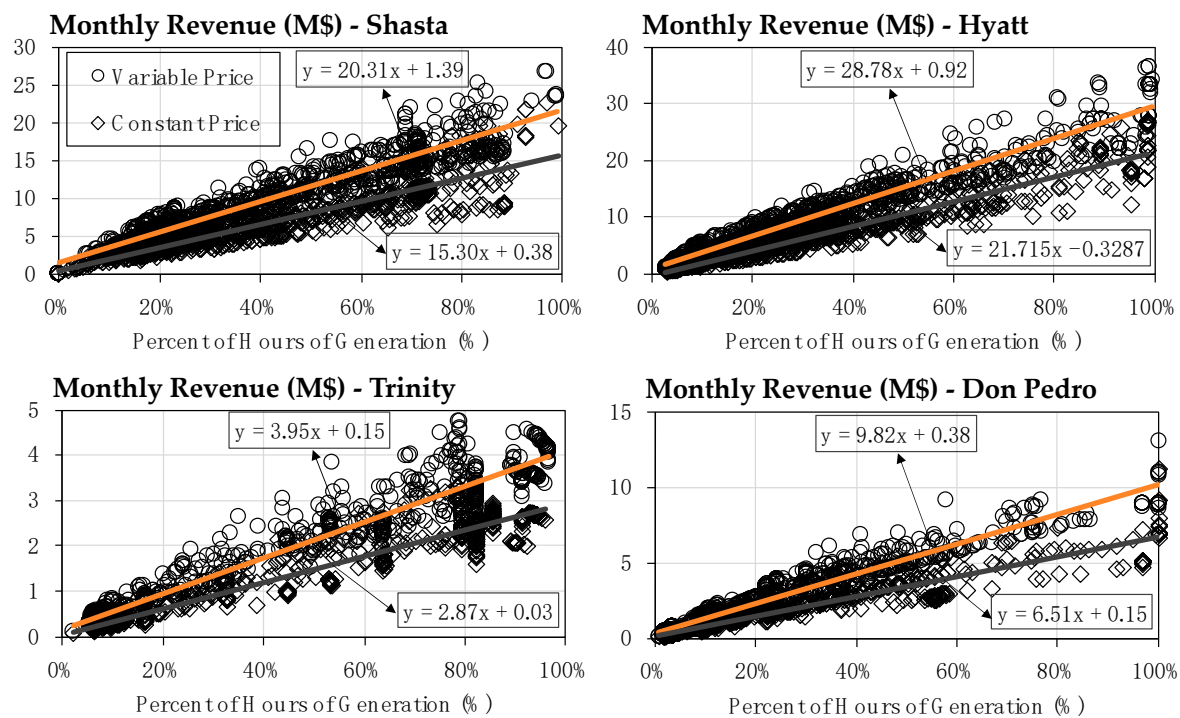 Monthly Revenue (M$) - Shasta
30
25
20
15
10
5
0
Variable Price
Constant Price
y = 20.31x + 1.39
y = 15.30x + 0.38
0% 20% 40% 60% 80% 100%
Percent of Hours of Generation (%)
Monthly Revenue (M$) - Hyatt
40
30
20
10
0
y = 28.78x + 0.92
y = 21.715x −0.3287
0% 20% 40% 60% 80% 100%
Percent of Hours of Generation (%)
Monthly Revenue (M$) - Trinity
5
4
3
2
1
0
y = 3.95x + 0.15
y = 2.87x + 0.03
0% 20% 40% 60% 80% 100%
Percent of Hours of Generation (%)
Monthly Revenue (M$) - Don Pedro
15
10
5
0
y = 9.82x + 0.38
y = 6.51x + 0.15
0% 20% 40% 60% 80% 100%
Percent of Hours of Generation (%)